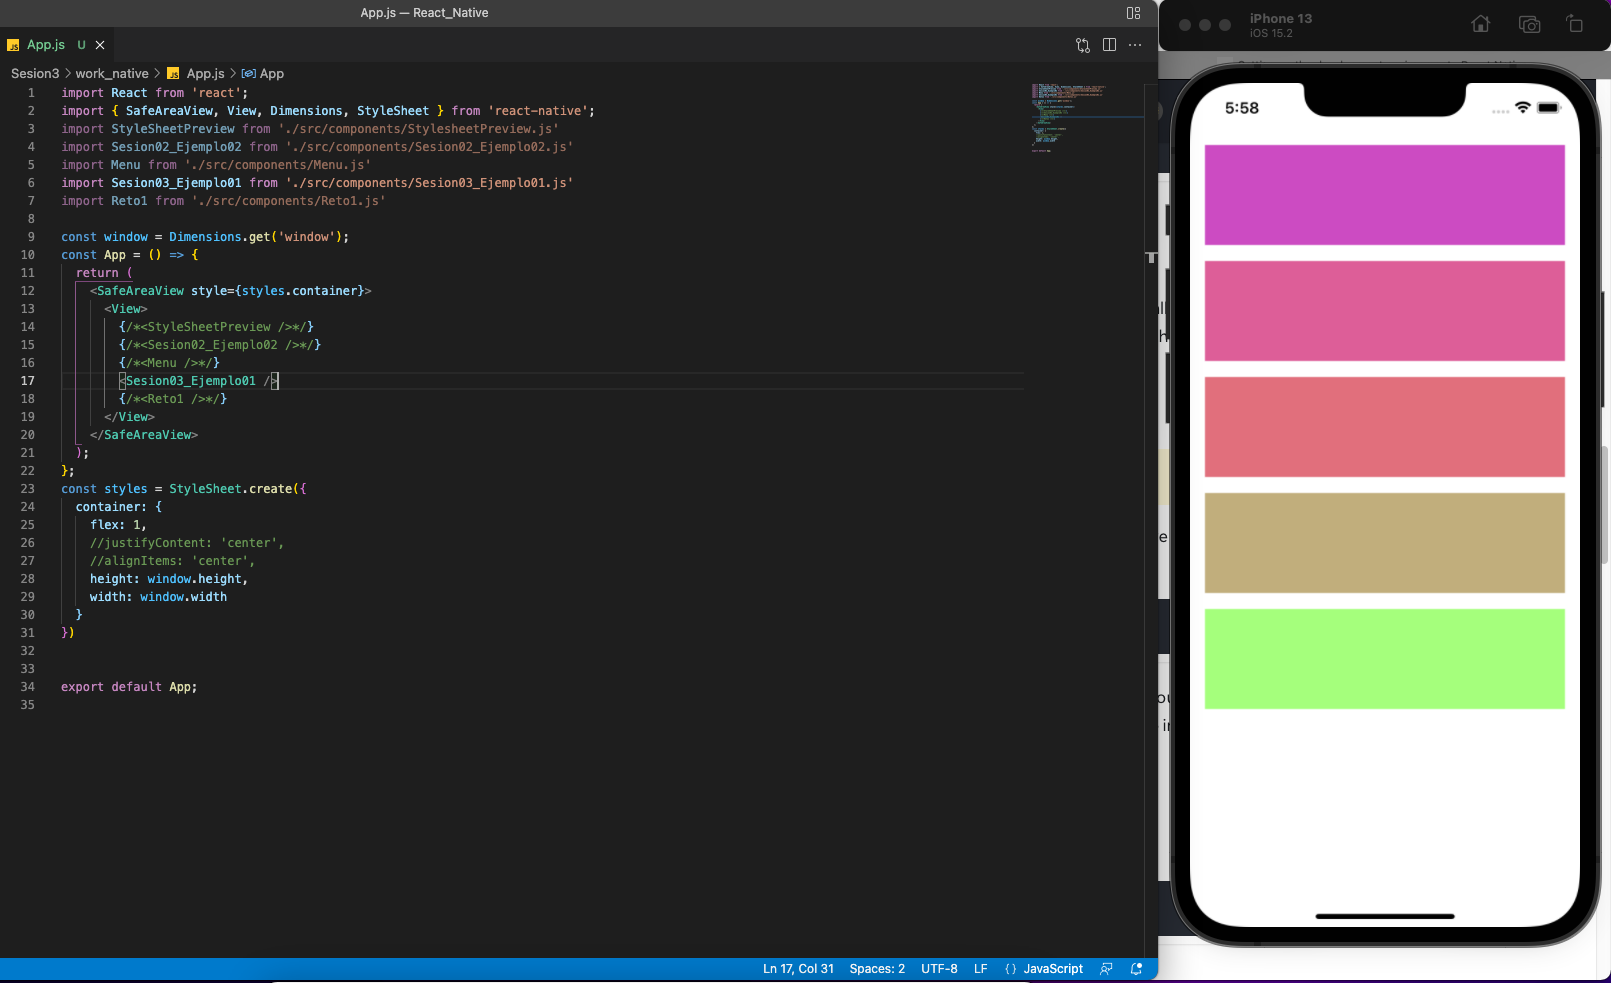 App.js — React_Native
App.js U
Sesion3 > work_native > App.js > App
1 import React from 'react';
2 import { SafeAreaView, View, Dimensions, StyleSheet } from 'react-native';
3 import StyleSheetPreview from './src/components/StylesheetPreview.js'
4 import Sesion02_Ejemplo02 from './src/components/Sesion02_Ejemplo02.js'
5 import Menu from './src/components/Menu.js'
6 import Sesion03_Ejemplo01 from './src/components/Sesion03_Ejemplo01.js'
7 import Reto1 from './src/components/Reto1.js'
8
9 const window = Dimensions.get('window');
10 const App = () => {
11 return (
12 <SafeAreaView style={styles.container}>
13 <View>
14 {/*<StyleSheetPreview />*/}
15 {/*<Sesion02_Ejemplo02 />*/}
16 {/*<Menu />*/}
17 <Sesion03_Ejemplo01 />
18 {/*<Reto1 />*/}
19 </View>
20 </SafeAreaView>
21 );
22 };
23 const styles = StyleSheet.create({
24 container: {
25 flex: 1,
26 //justifyContent: 'center',
27 //alignItems: 'center',
28 height: window.height,
29 width: window.width
30 }
31 })
32
33
34 export default App;
35
Ln 17, Col 31 Spaces: 2 UTF-8 LF {} JavaScript
iPhone 13
iOS 15.2
5:58